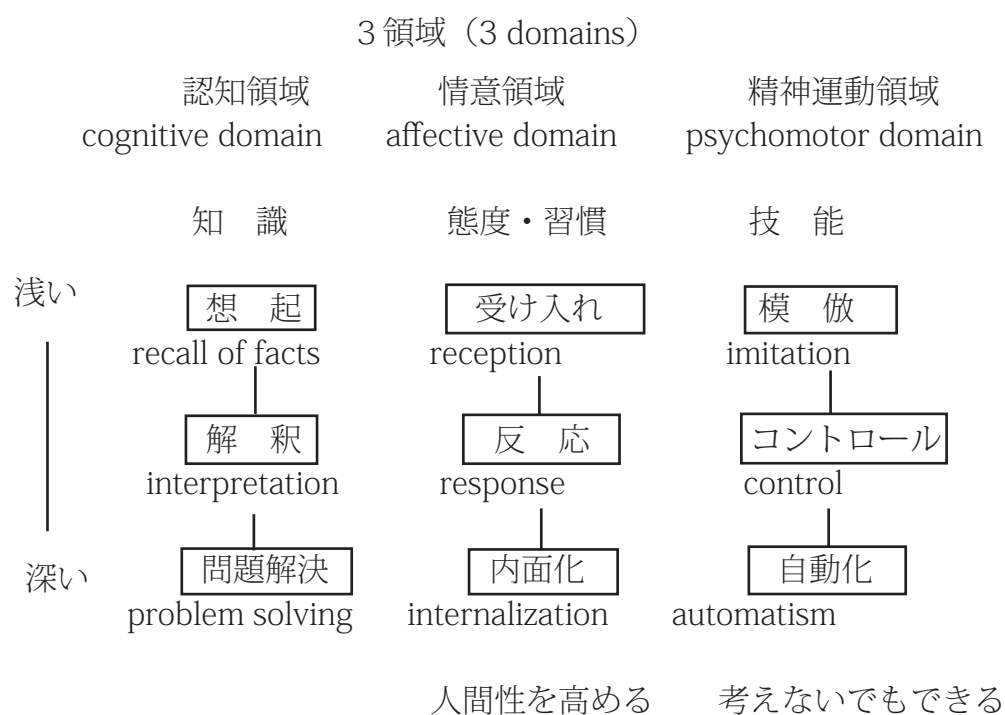 3領域（3 domains）
認知領域 情意領域 精神運動領域
cognitive domain affective domain psychomotor domain
知　識 態度・習慣 技　能
浅い 想　起 受け入れ 模　倣
recall of facts reception imitation
解　釈 反　応 コントロール
interpretation response control
深い 問題解決 内面化 自動化
problem solving internalization automatism
人間性を高める 考えないでもできる